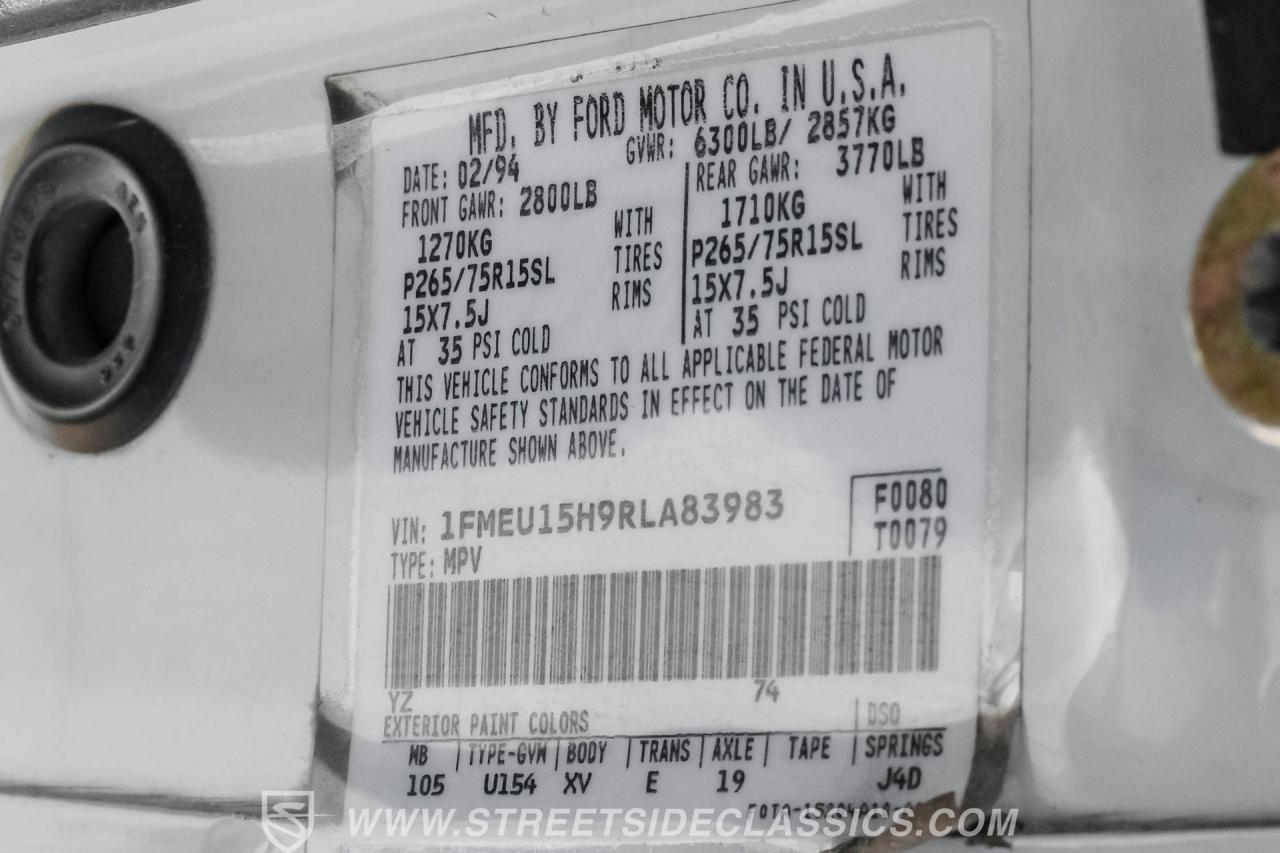 MFD. BY FORD MOTOR CO. IN U.S.A.
DATE: 02/94 GVWR: 6300LB/ 2857KG
FRONT GAWR: 2800LB
1270KG WITH
P265/75R15SL TIRES
15X7.5J RIMS
AT 35 PSI COLD
REAR GAWR: 3770LB
1710KG WITH
P265/75R15SL TIRES
15X7.5J RIMS
AT 35 PSI COLD
THIS VEHICLE CONFORMS TO ALL APPLICABLE FEDERAL MOTOR
VEHICLE SAFETY STANDARDS IN EFFECT ON THE DATE OF
MANUFACTURE SHOWN ABOVE.
VIN: 1FMEU15H9RLA83983 F0080
TYPE: MPV T0079
YZ 74
EXTERIOR PAINT COLORS DSO
WB TYPE-GVW BODY TRANS AXLE TAPE SPRINGS
105 U154 XV E 19 J4D
WWW.STREETSIDECLASSICS.COM